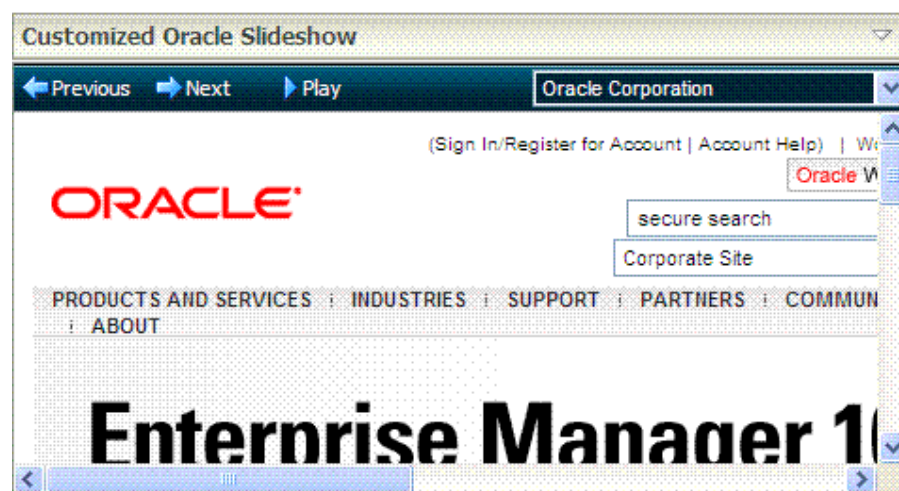 Customized Oracle Slideshow
Previous Next Play Oracle Corporation
(Sign In/Register for Account | Account Help) |
Oracle
ORACLE
secure search
Corporate Site
PRODUCTS AND SERVICES INDUSTRIES SUPPORT PARTNERS COMMUN
ABOUT
Enterprise Manager